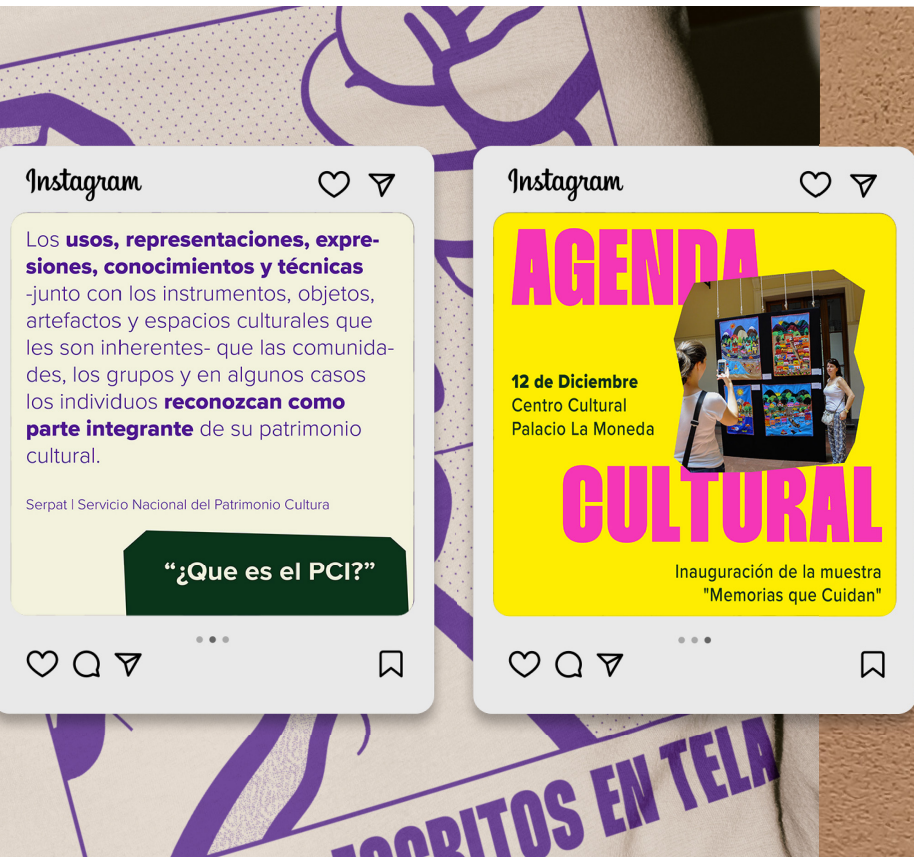 Instagram
Los usos, representaciones, expre-
siones, conocimientos y técnicas
-junto con los instrumentos, objetos,
artefactos y espacios culturales que
les son inherentes- que las comunida-
des, los grupos y en algunos casos
los individuos reconozcan como
parte integrante de su patrimonio
cultural.
Serpat | Servicio Nacional del Patrimonio Cultura
“¿Que es el PCI?”
Instagram
AGENDA
12 de Diciembre
Centro Cultural
Palacio La Moneda
CULTURAL
Inauguración de la muestra
"Memorias que Cuidan"
ESCRITOS EN TELA